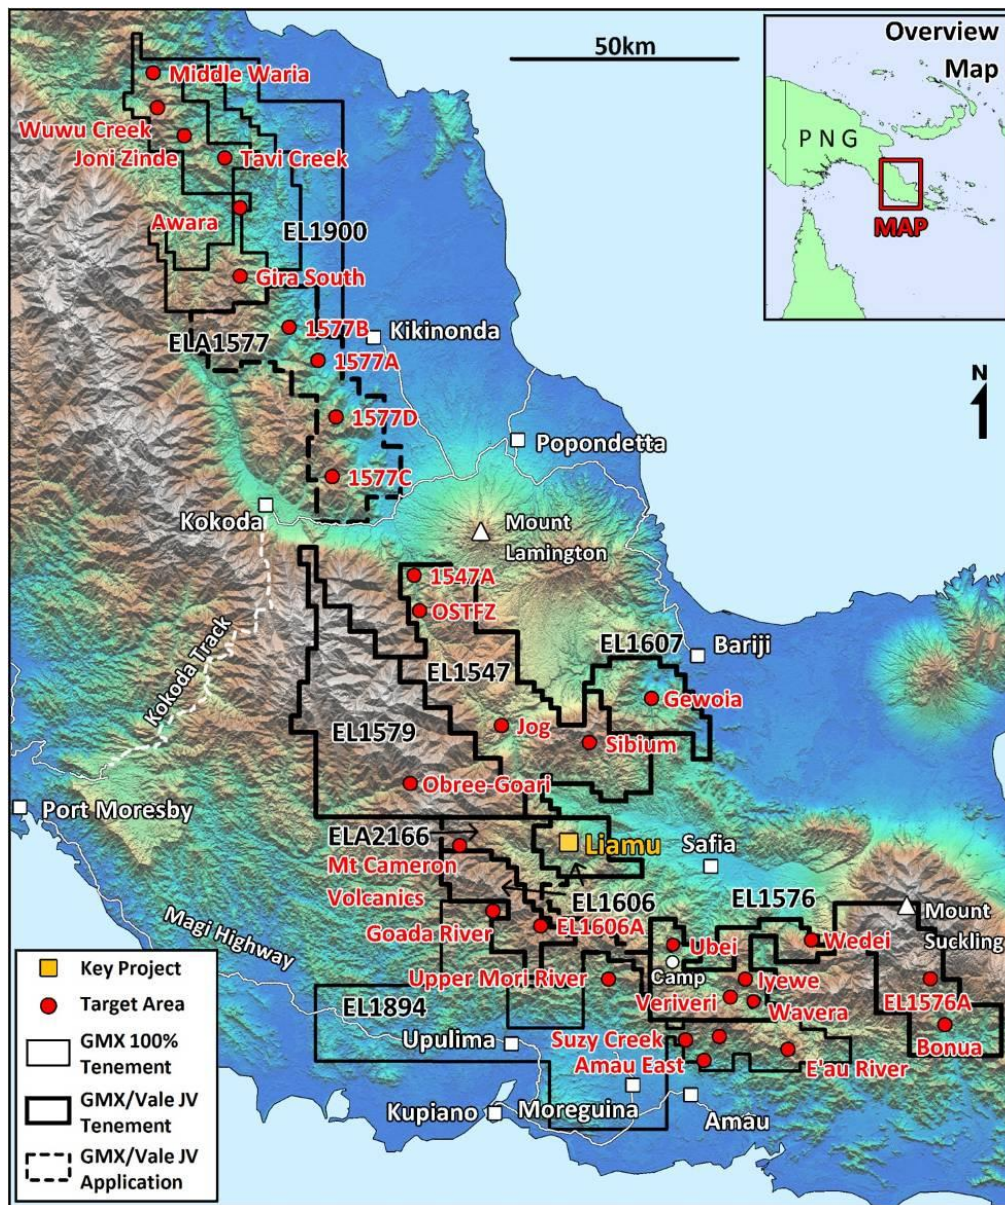 50km
Overview
Map
PNG
MAP
N
Middle Waria
Wuwu Creek
Joni Zinde
Tavi Creek
Awara
EL1900
Gira South
1577B
Kikinonda
ELA1577
1577A
1577D
Popondetta
1577C
Kokoda
Mount
Lamington
1547A
OSTFZ
Kokoda Track
EL1607
Bariji
EL1547
Gewoia
EL1579
Jog
Sibium
Obree-Goari
Port Moresby
ELA2166
Liamu
Safia
Mt Cameron
Volcanics
EL1606
EL1576
Goada River
EL1606A
Mount
Suckling
Magi Highway
Ubei
Wedei
Camp
Upper Mori River
Iyewe
EL1576A
Veriveri
Wavera
EL1894
Upulima
Suzy Creek
Bonua
Amau East
E'au River
Kupiano
Moreguina
Amau
Key Project
Target Area
GMX 100%
Tenement
GMX/Vale JV
Tenement
GMX/Vale JV
Application